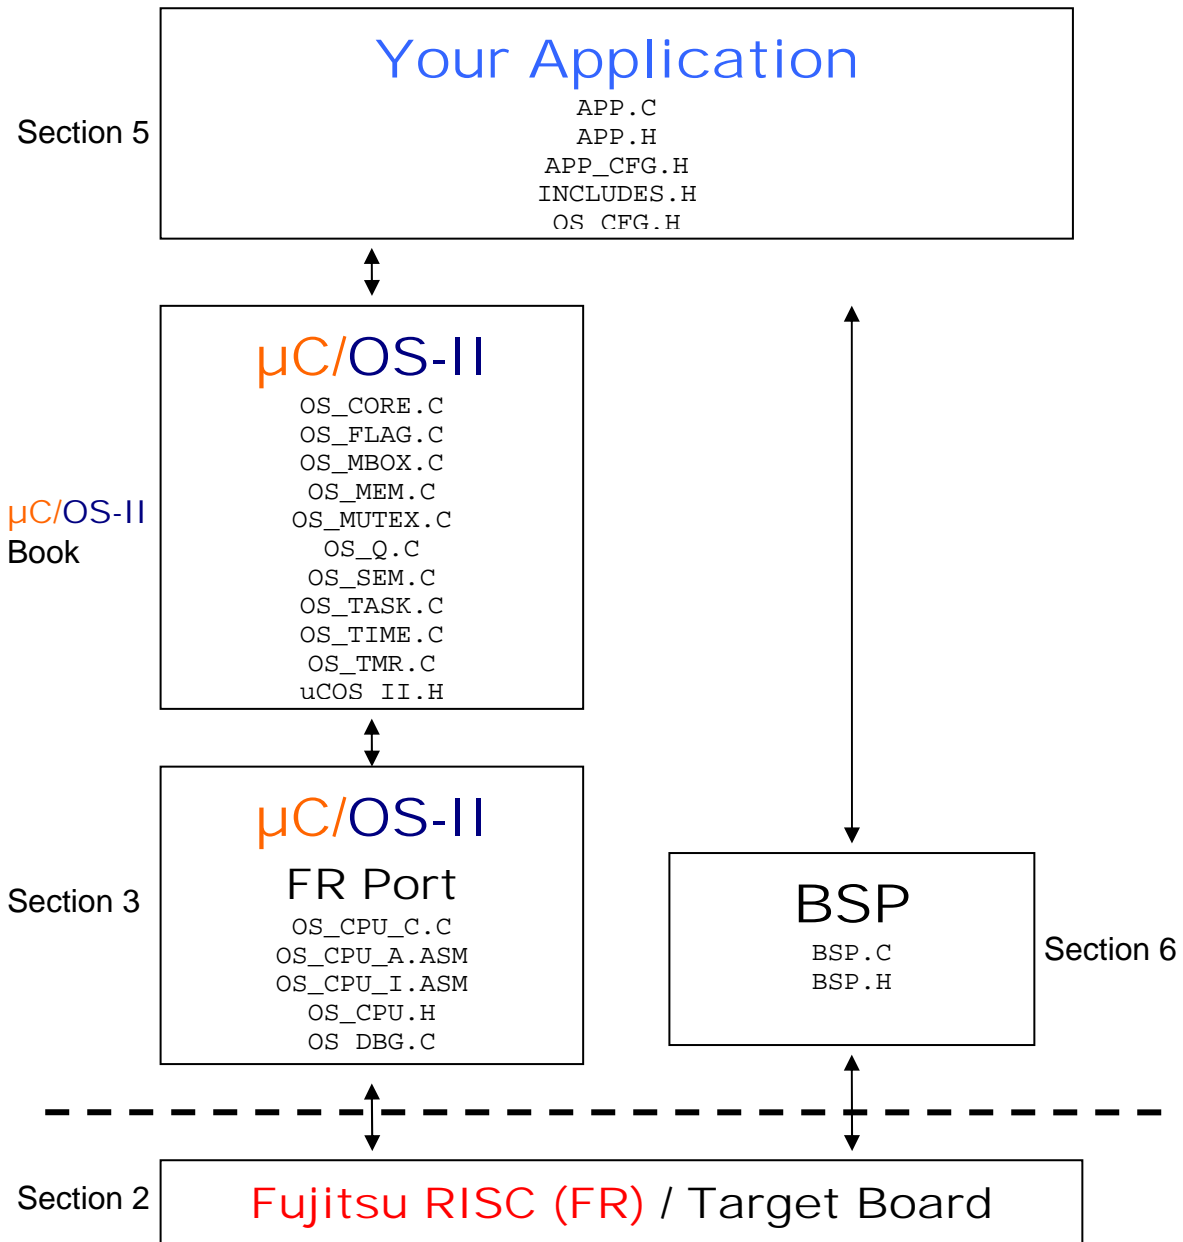 Your Application
APP.C
APP.H
APP_CFG.H
INCLUDES.H
OS_CFG.H
Section 5
µC/OS-II
OS_CORE.C
OS_FLAG.C
OS_MBOX.C
OS_MEM.C
OS_MUTEX.C
OS_Q.C
OS_SEM.C
OS_TASK.C
OS_TIME.C
OS_TMR.C
uCOS_II.H
µC/OS-II
Book
µC/OS-II
FR Port
OS_CPU_C.C
OS_CPU_A.ASM
OS_CPU_I.ASM
OS_CPU.H
OS_DBG.C
Section 3
BSP
BSP.C
BSP.H
Section 6
Section 2
Fujitsu RISC (FR) / Target Board